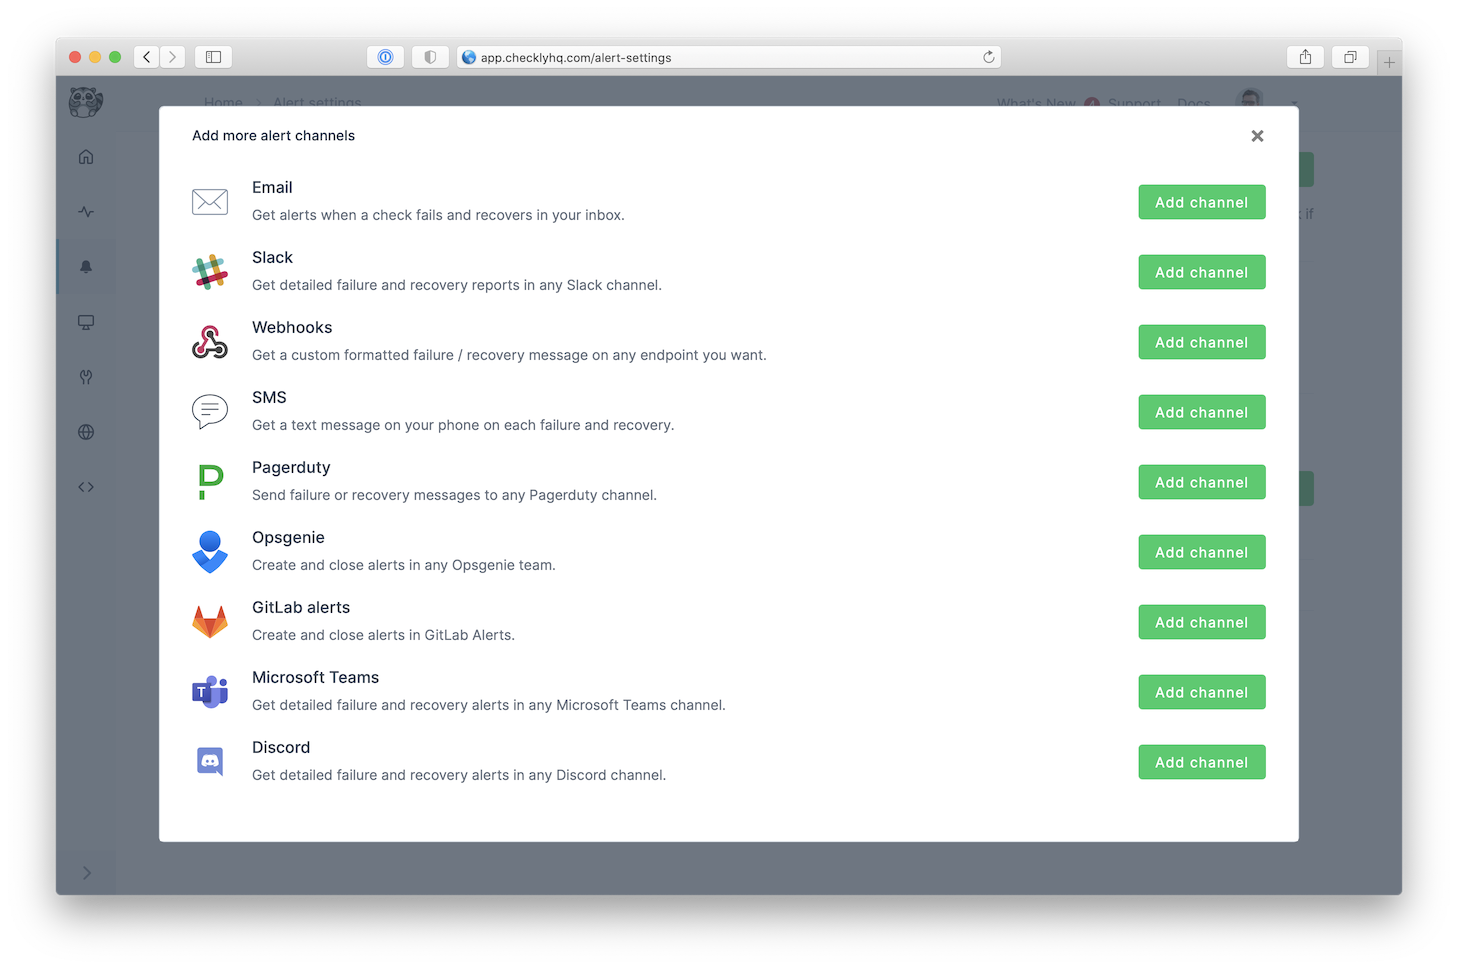 app.checklyhq.com/alert-settings
Home > Alert settings
What's New 4 Support Docs
Add more alert channels
Email
Get alerts when a check fails and recovers in your inbox.
Add channel
if
Slack
Get detailed failure and recovery reports in any Slack channel.
Add channel
Webhooks
Get a custom formatted failure / recovery message on any endpoint you want.
Add channel
SMS
Get a text message on your phone on each failure and recovery.
Add channel
Pagerduty
Send failure or recovery messages to any Pagerduty channel.
Add channel
Opsgenie
Create and close alerts in any Opsgenie team.
Add channel
GitLab alerts
Create and close alerts in GitLab Alerts.
Add channel
T
Microsoft Teams
Get detailed failure and recovery alerts in any Microsoft Teams channel.
Add channel
Discord
Get detailed failure and recovery alerts in any Discord channel.
Add channel